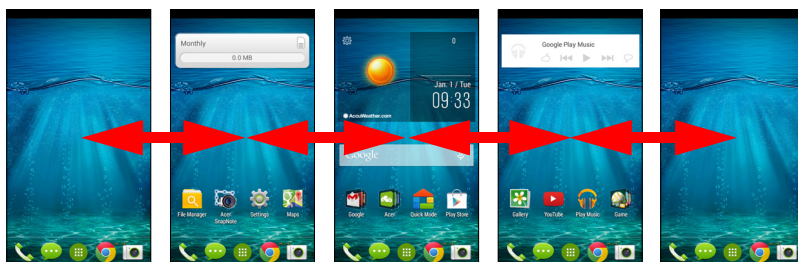 Monthly
0.0 MB
File Manager
Acer SnapNote
Settings
Maps
0
Jan. 1 / Tue
09:33
AccuWeather.com
Google
Google
Acer
Quick Mode
Play Store
Google Play Music
Gallery
YouTube
Play Music
Game